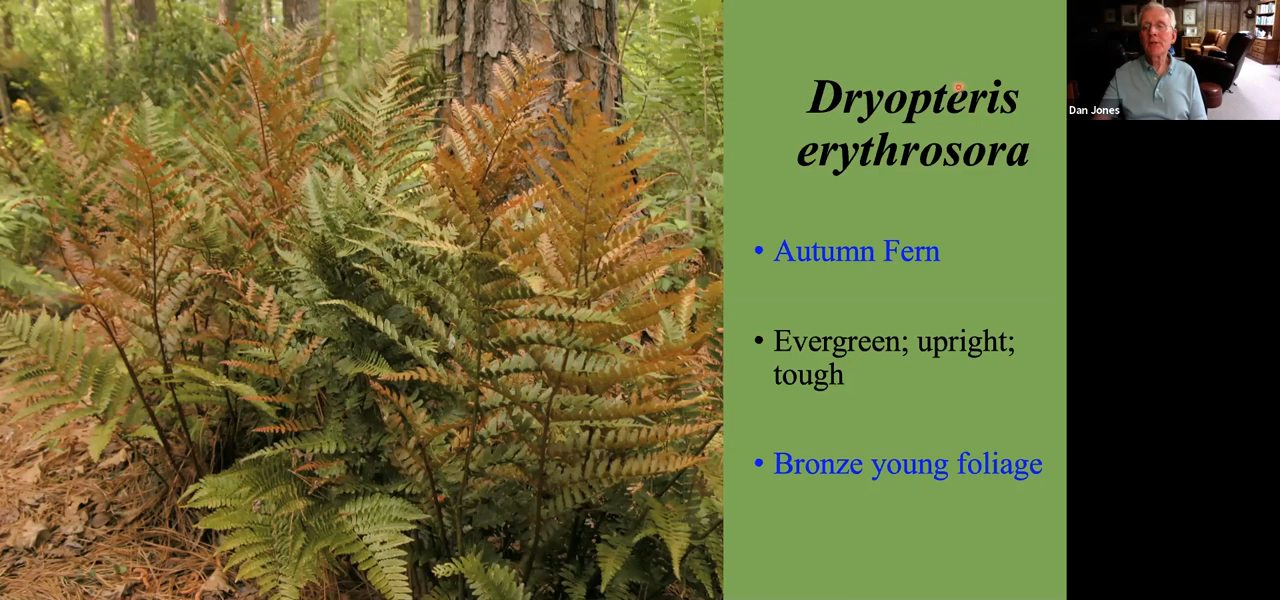 Dryopteris
erythrosora
• Autumn Fern
• Evergreen; upright;
tough
• Bronze young foliage
Dan Jones